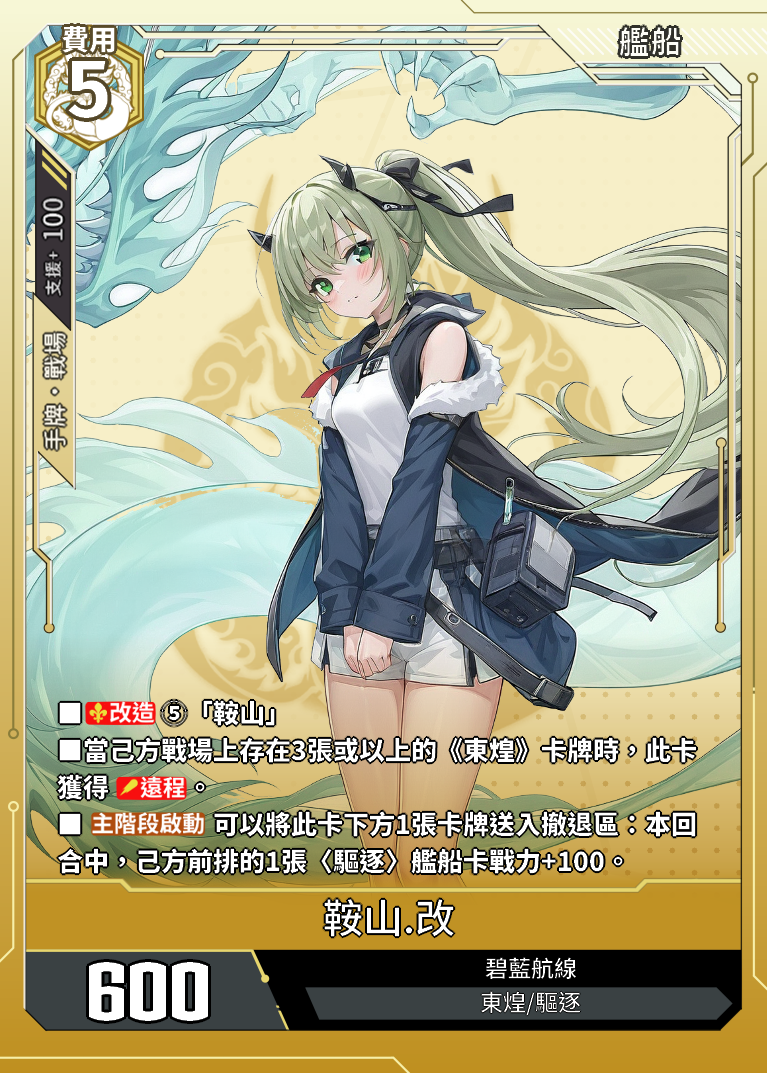 費用
5
艦船
支援+ 100
手牌・戰場
■改造⑤「鞍山」
■當己方戰場上存在3張或以上的《東煌》卡牌時，此卡
獲得 遠程。
■ 主階段啟動 可以將此卡下方1張卡牌送入撤退區：本回
合中，己方前排的1張〈驅逐〉艦船卡戰力+100。
鞍山.改
600
碧藍航線
東煌/驅逐